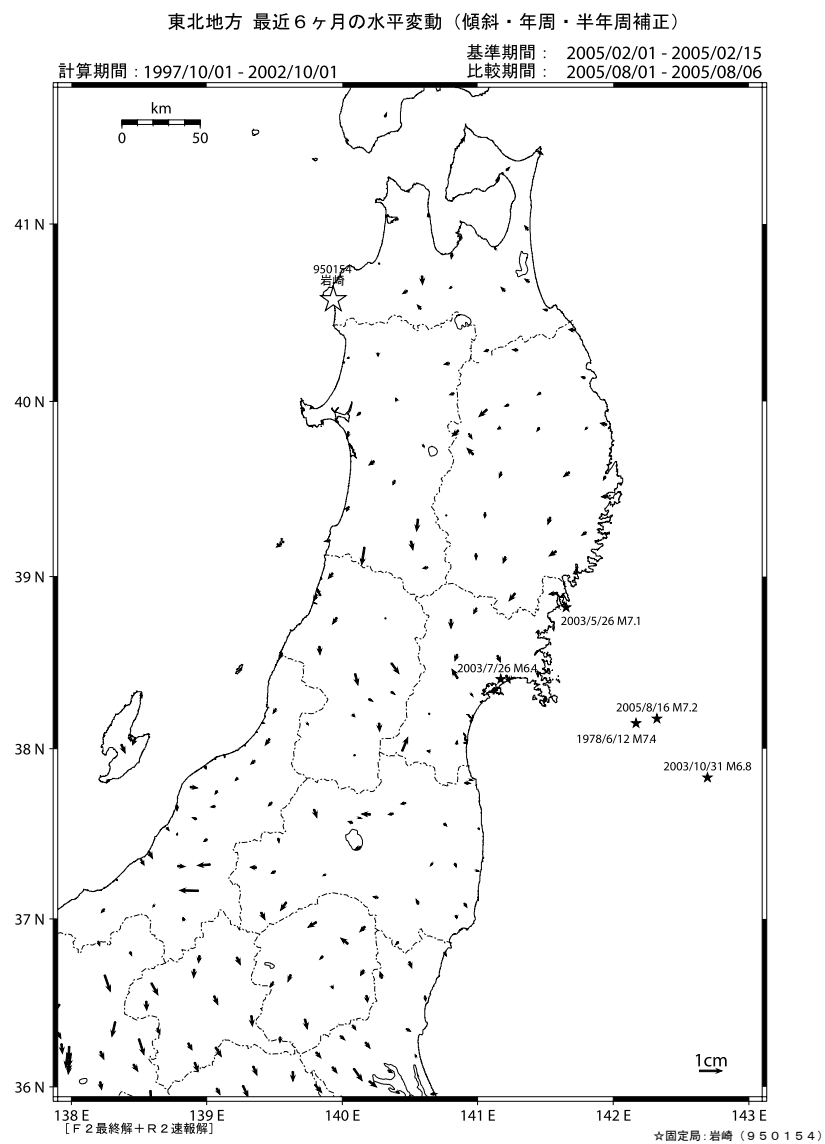 東北地方 最近6ヶ月の水平変動（傾斜・年周・半年周補正）
基準期間： 2005/02/01 - 2005/02/15
計算期間：1997/10/01 - 2002/10/01
比較期間： 2005/08/01 - 2005/08/06
km
0 50
41 N
950154
岩崎
40 N
39 N
2003/5/26 M7.1
2003/7/26 M6.4
2005/8/16 M7.2
1978/6/12 M7.4
38 N
2003/10/31 M6.8
37 N
1cm
36 N
138 E 139 E 140 E 141 E 142 E 143 E
［Ｆ２最終解＋Ｒ２速報解］
☆固定局:岩崎（９５０１５４）